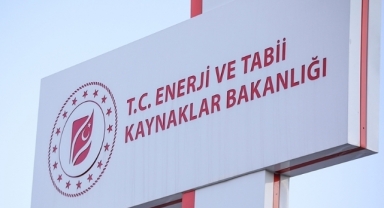 T.C. ENERJİ VE TABİİ
KAYNAKLAR BAKANLIĞI